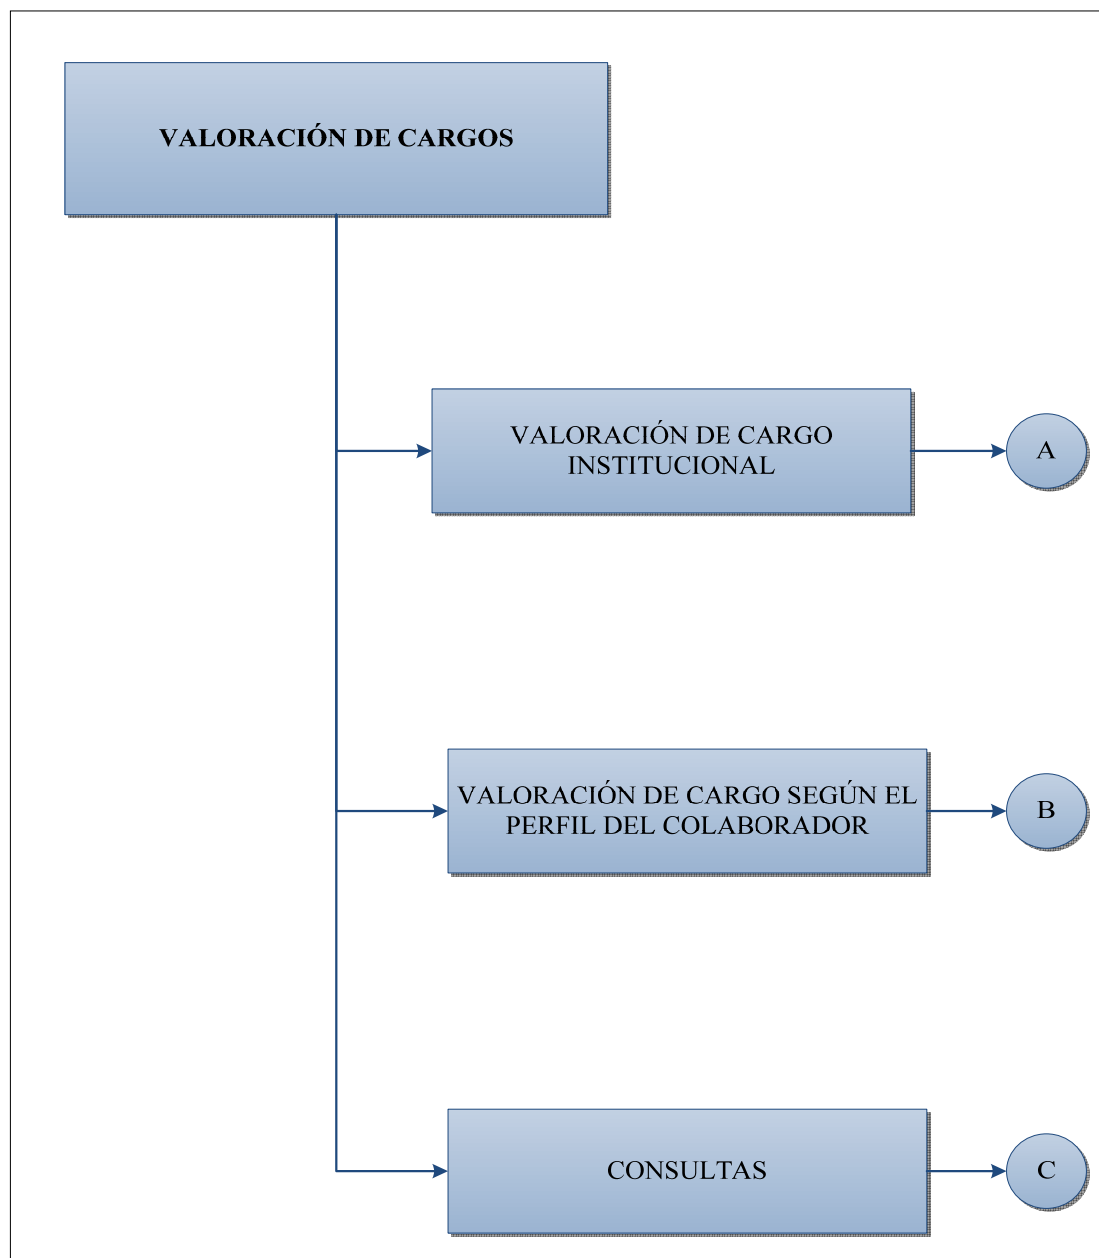 VALORACIÓN DE CARGOS
VALORACIÓN DE CARGO
INSTITUCIONAL
A
VALORACIÓN DE CARGO SEGÚN EL
PERFIL DEL COLABORADOR
B
CONSULTAS
C